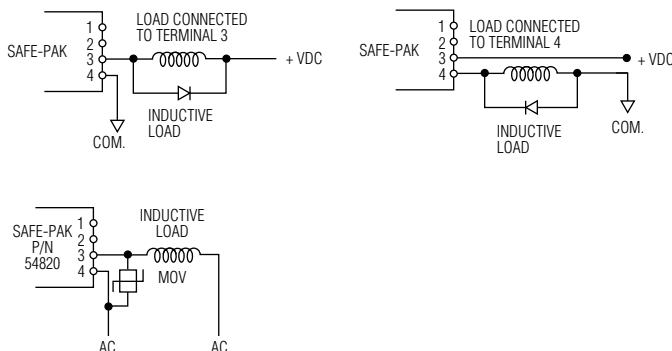 SAFE-PAK
1
2
3
4
LOAD CONNECTED
TO TERMINAL 3
+ VDC
INDUCTIVE
LOAD
COM.
SAFE-PAK
1
2
3
4
LOAD CONNECTED
TO TERMINAL 4
+ VDC
INDUCTIVE
LOAD
COM.
SAFE-PAK
P/N
54820
1
2
3
4
INDUCTIVE
LOAD
MOV
AC
AC